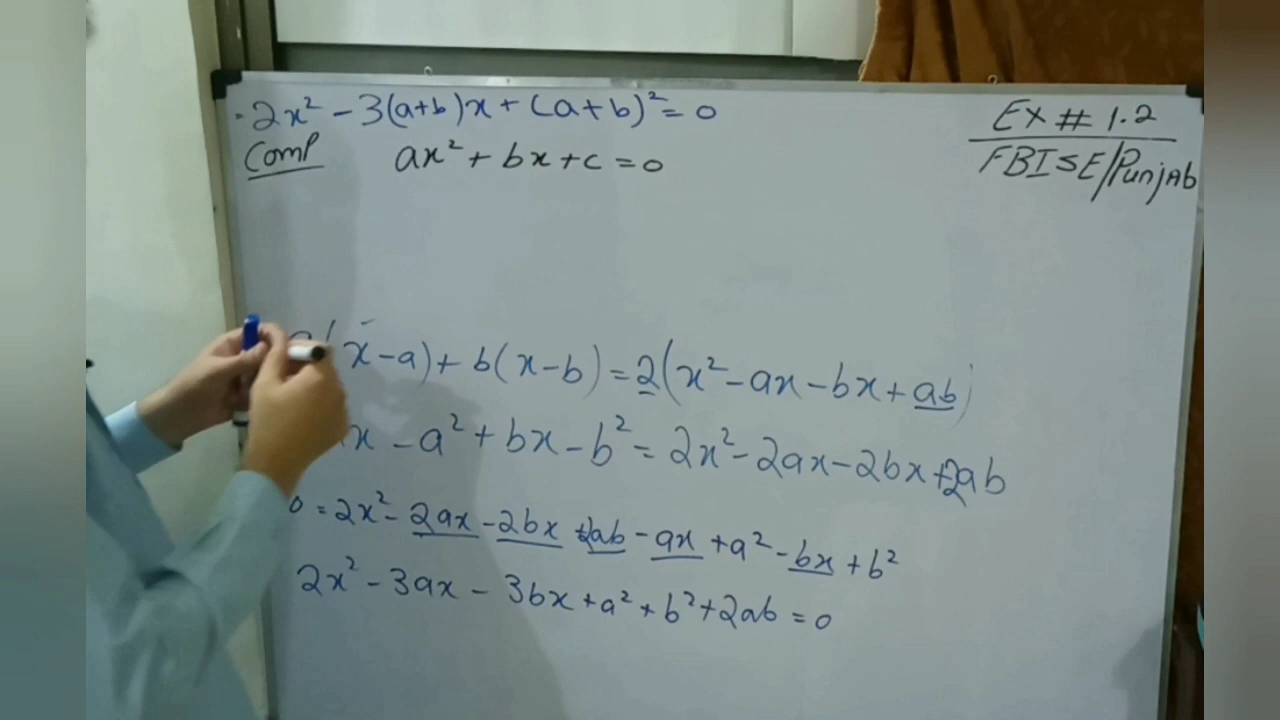 2x² - 3(a+b)x + (a+b)² = 0
Comp ax² + bx + c = 0
Ex # 1.2
FBISE/PunjAb
x - a) + b(x - b) = 2(x² - ax - bx + ab)
x - a² + bx - b² = 2x² - 2ax - 2bx + 2ab
0 = 2x² - 2ax - 2bx + 2ab - ax + a² - bx + b²
2x² - 3ax - 3bx + a² + b² + 2ab = 0